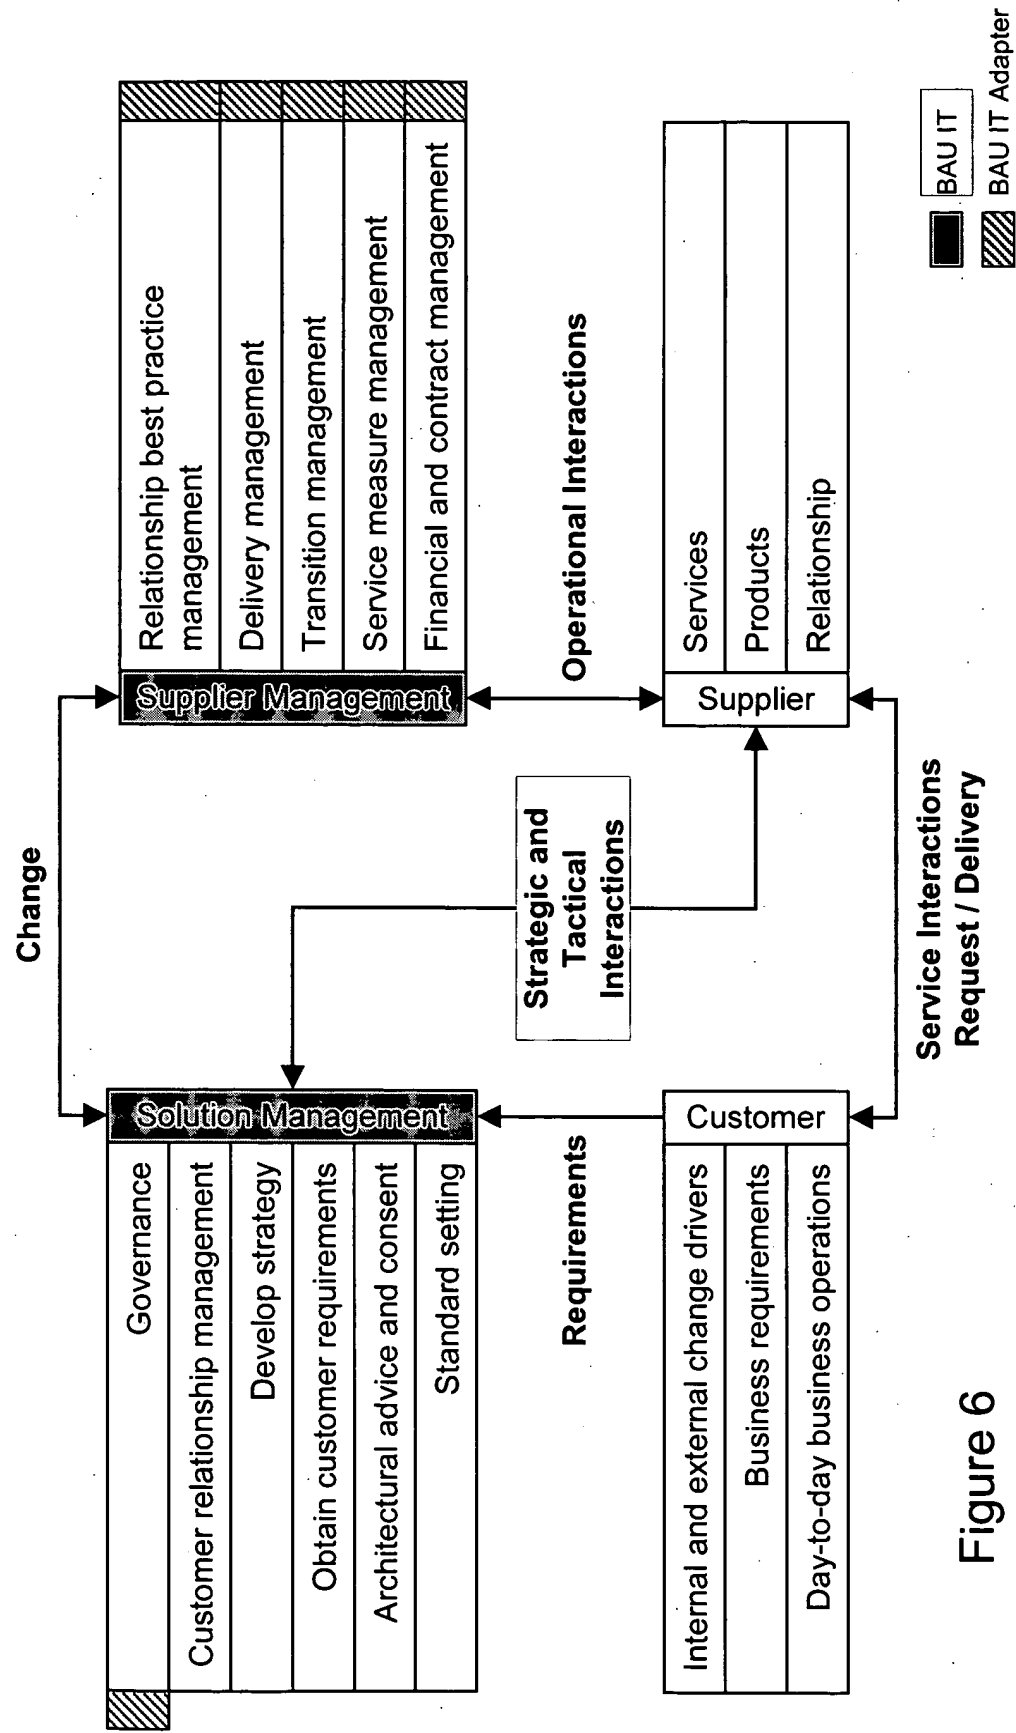 Change
Solution Management
Governance
Customer relationship management
Develop strategy
Obtain customer requirements
Architectural advice and consent
Standard setting
Supplier Management
Relationship best practice
management
Delivery management
Transition management
Service measure management
Financial and contract management
Strategic and
Tactical
Interactions
Requirements
Operational Interactions
Customer
Internal and external change drivers
Business requirements
Day-to-day business operations
Supplier
Services
Products
Relationship
Service Interactions
Request / Delivery
BAU IT
BAU IT Adapter
Figure 6